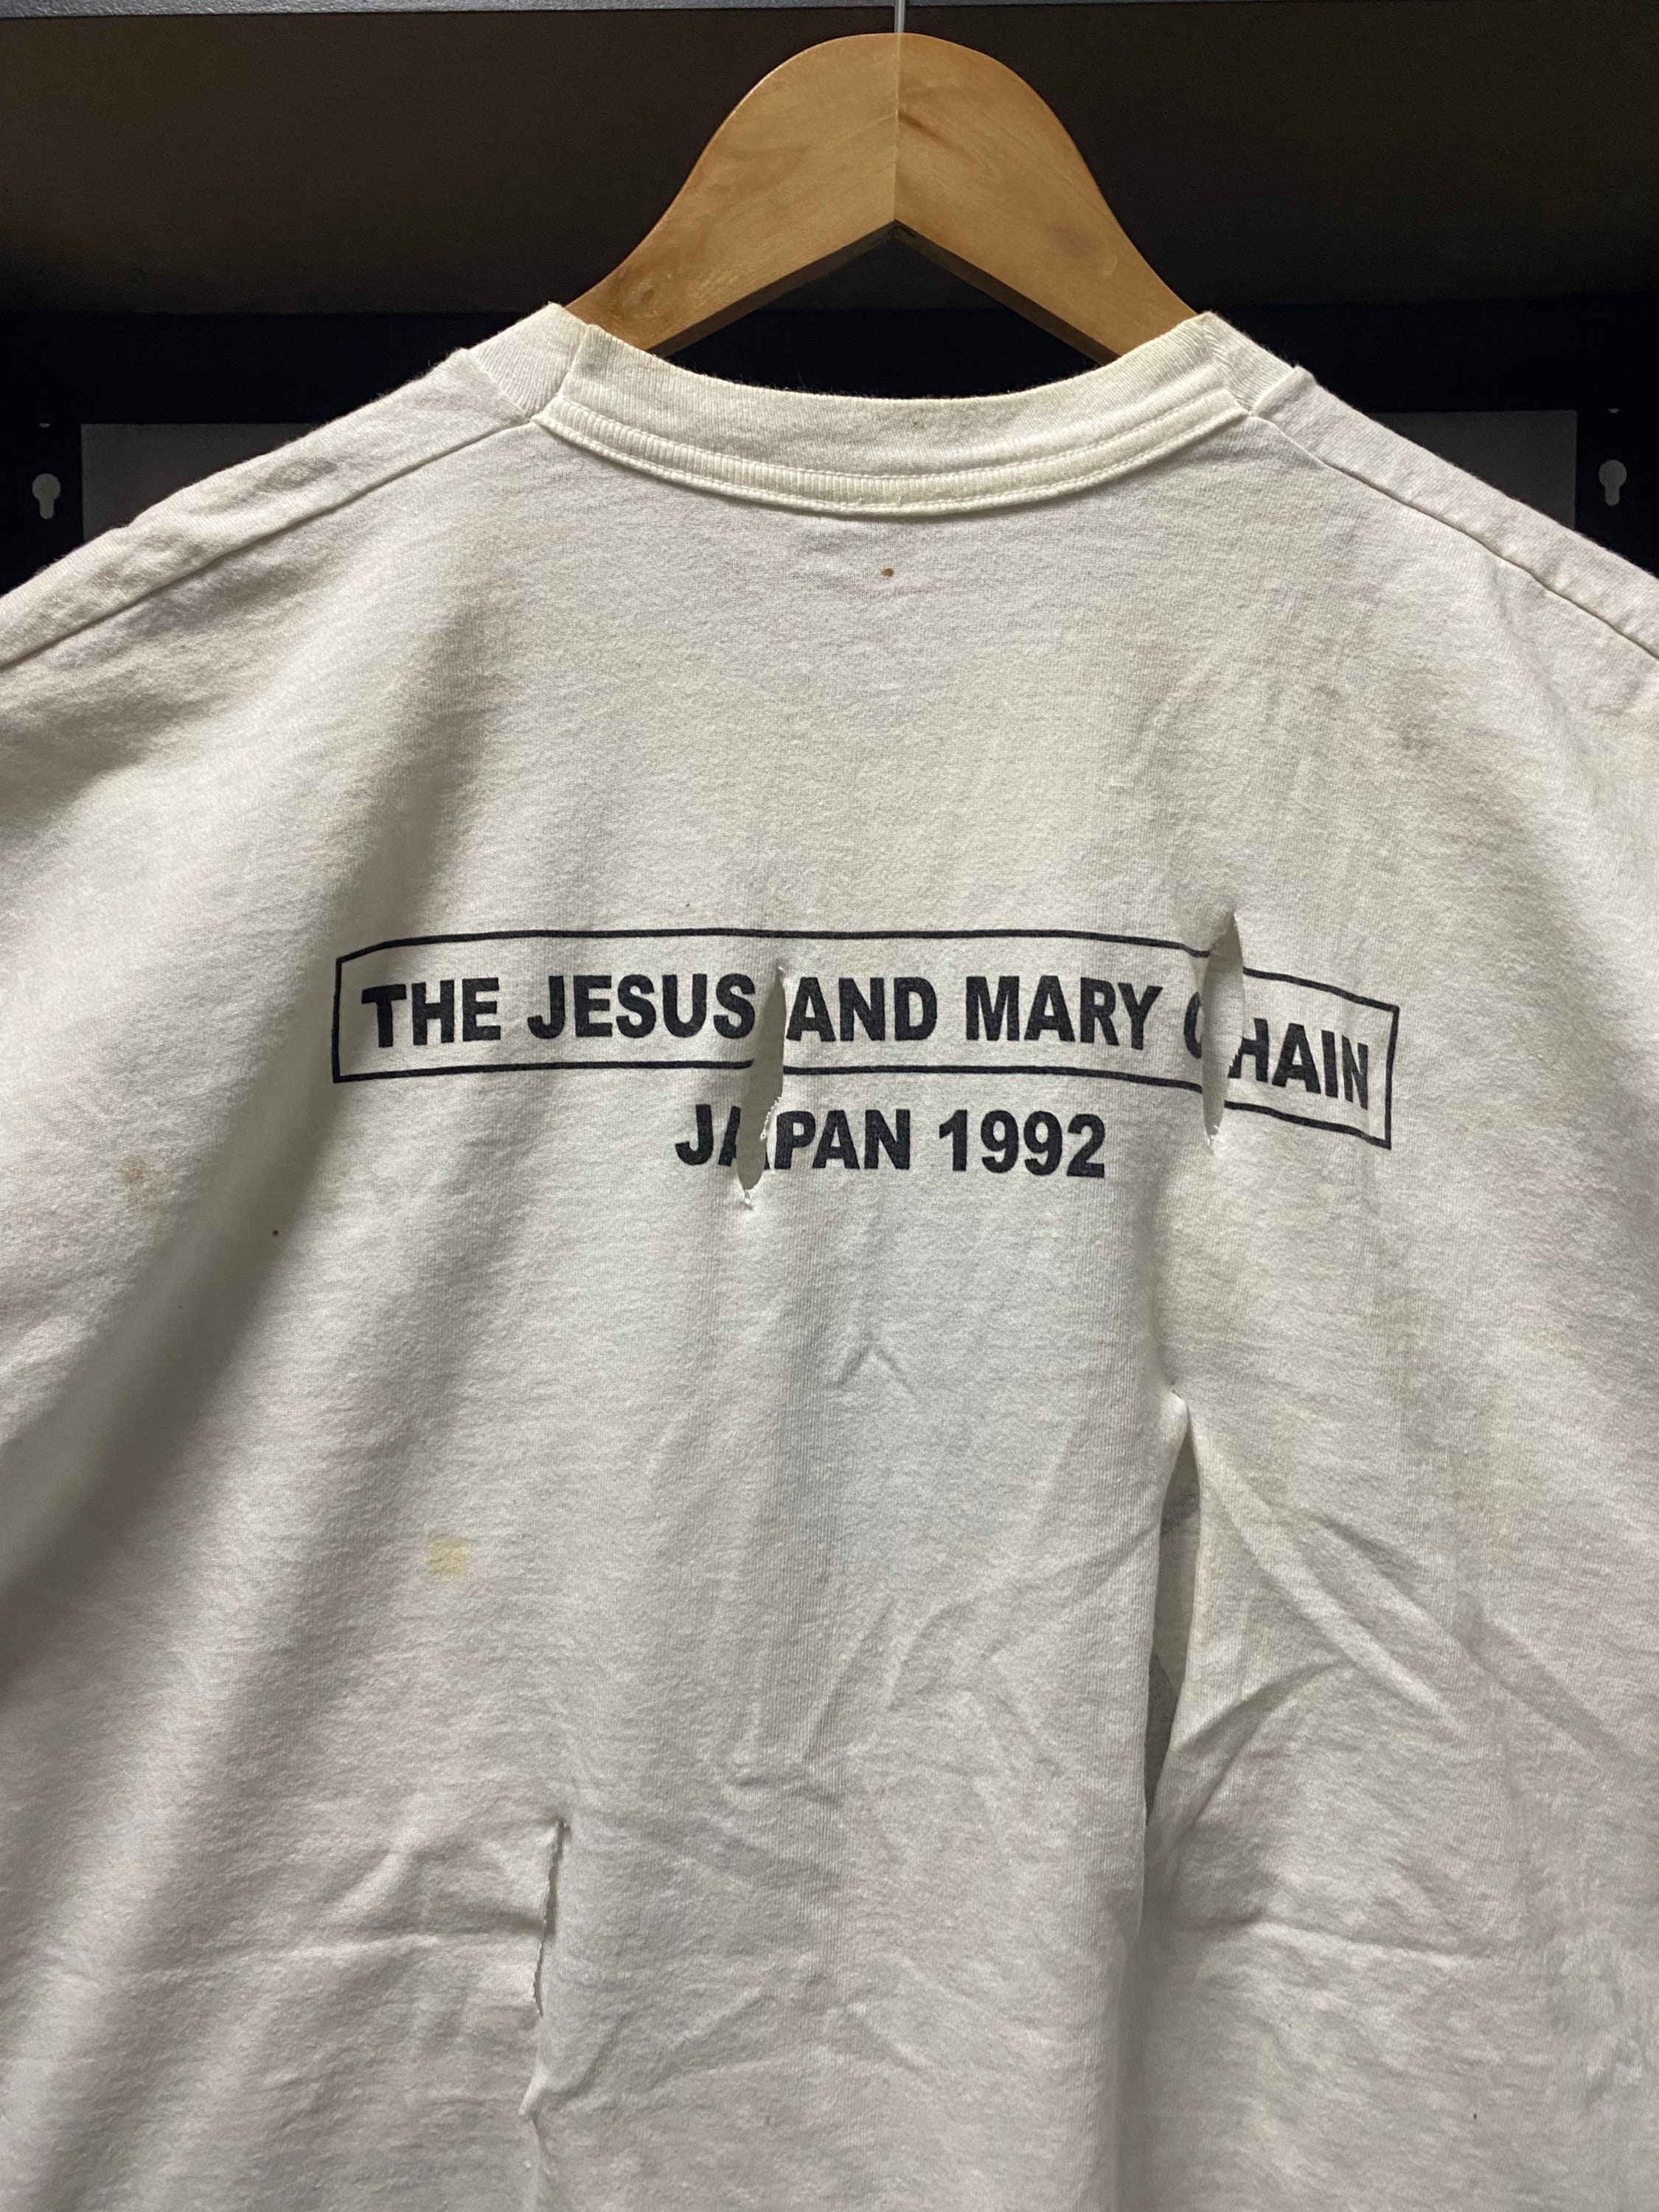 THE JESUS AND MARY CHAIN
JAPAN 1992